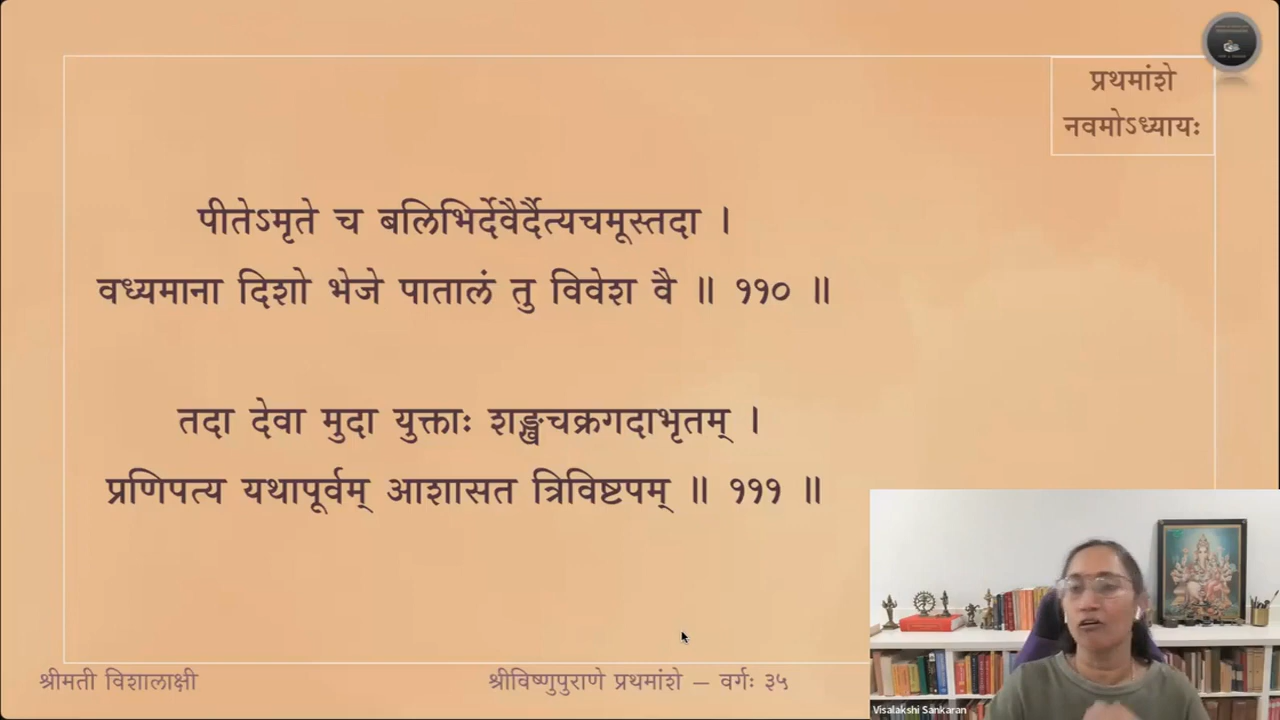 प्रथमांशे
नवमोऽध्यायः
पीतेऽमृते च बलिभिर्देवैर्दैत्यचमूस्तदा ।
वध्यमाना दिशो भेजे पातालं तु विवेश वै ॥ ११० ॥
तदा देवा मुदा युक्ताः शङ्खचक्रगदाभृतम् ।
प्रणिपत्य यथापूर्वम् आशासत त्रिविष्टपम् ॥ १११ ॥
श्रीमती विशालाक्षी
श्रीविष्णुपुराणे प्रथमांशे – वर्गः ३५
Visalakshi Sankaran